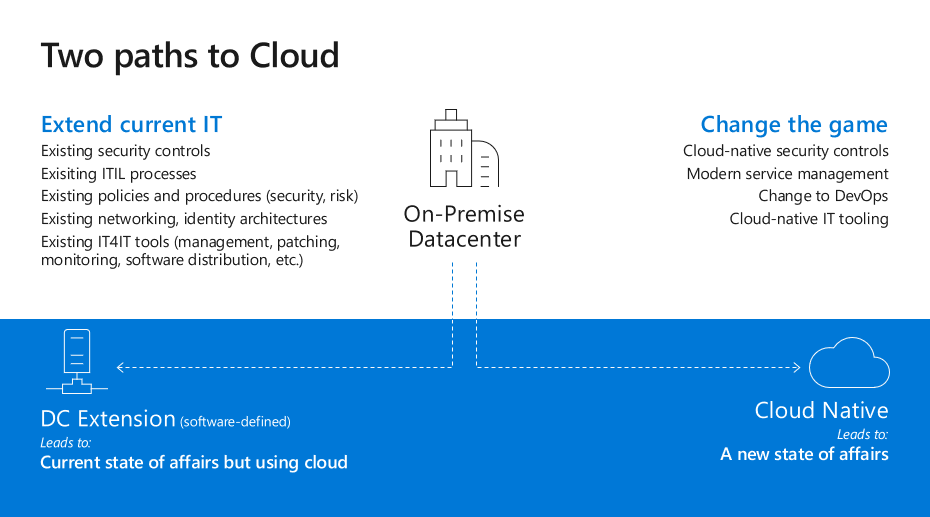 Two paths to Cloud
Extend current IT
Existing security controls
Exisiting ITIL processes
Existing policies and procedures (security, risk)
Existing networking, identity architectures
Existing IT4IT tools (management, patching,
monitoring, software distribution, etc.)
On-Premise
Datacenter
Change the game
Cloud-native security controls
Modern service management
Change to DevOps
Cloud-native IT tooling
DC Extension (software-defined)
Leads to:
Current state of affairs but using cloud
Cloud Native
Leads to:
A new state of affairs